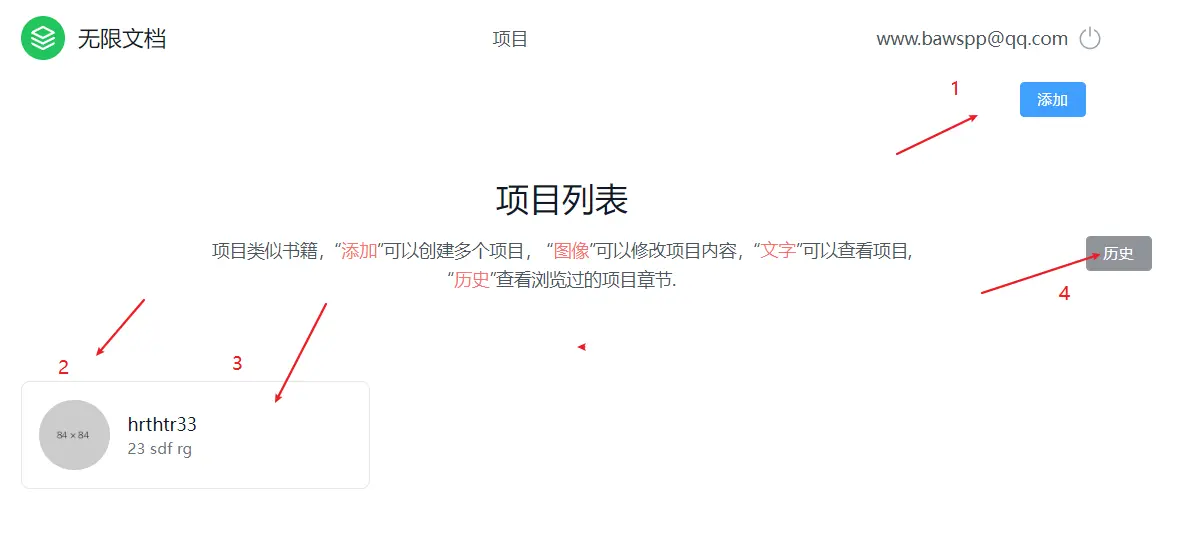 无限文档
项目
www.bawspp@qq.com
1
添加
项目列表
项目类似书籍，“添加”可以创建多个项目， “图像”可以修改项目内容，“文字”可以查看项目,
“历史”查看浏览过的项目章节.
历史
4
2
3
84 x 84
hrthtr33
23 sdf rg